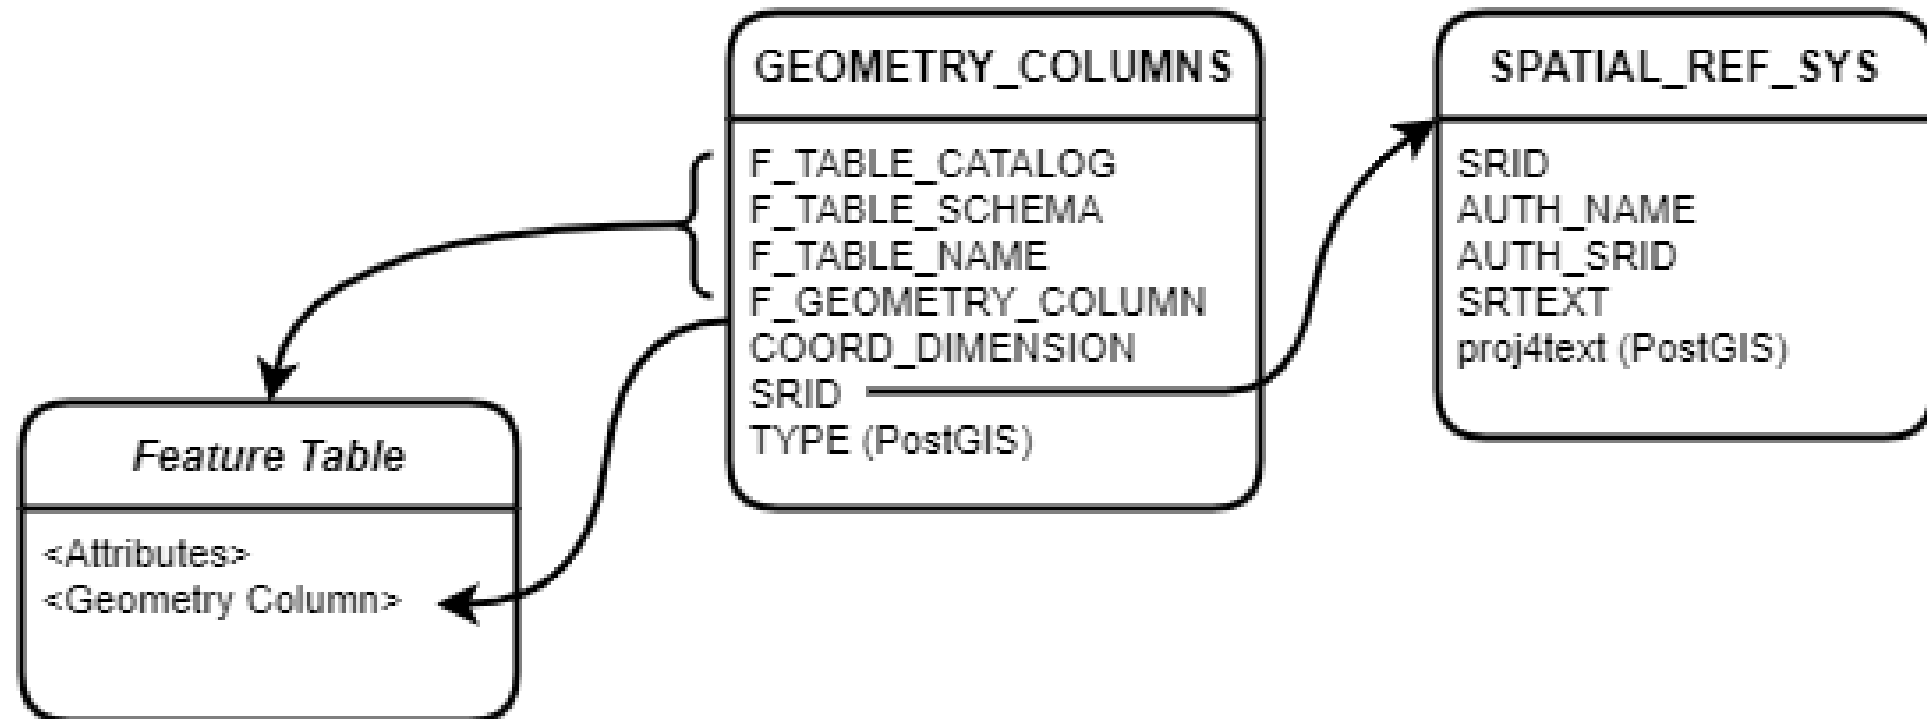 GEOMETRY_COLUMNS
F_TABLE_CATALOG
F_TABLE_SCHEMA
F_TABLE_NAME
F_GEOMETRY_COLUMN
COORD_DIMENSION
SRID
TYPE (PostGIS)
SPATIAL_REF_SYS
SRID
AUTH_NAME
AUTH_SRID
SRTEXT
proj4text (PostGIS)
Feature Table
<Attributes>
<Geometry Column>